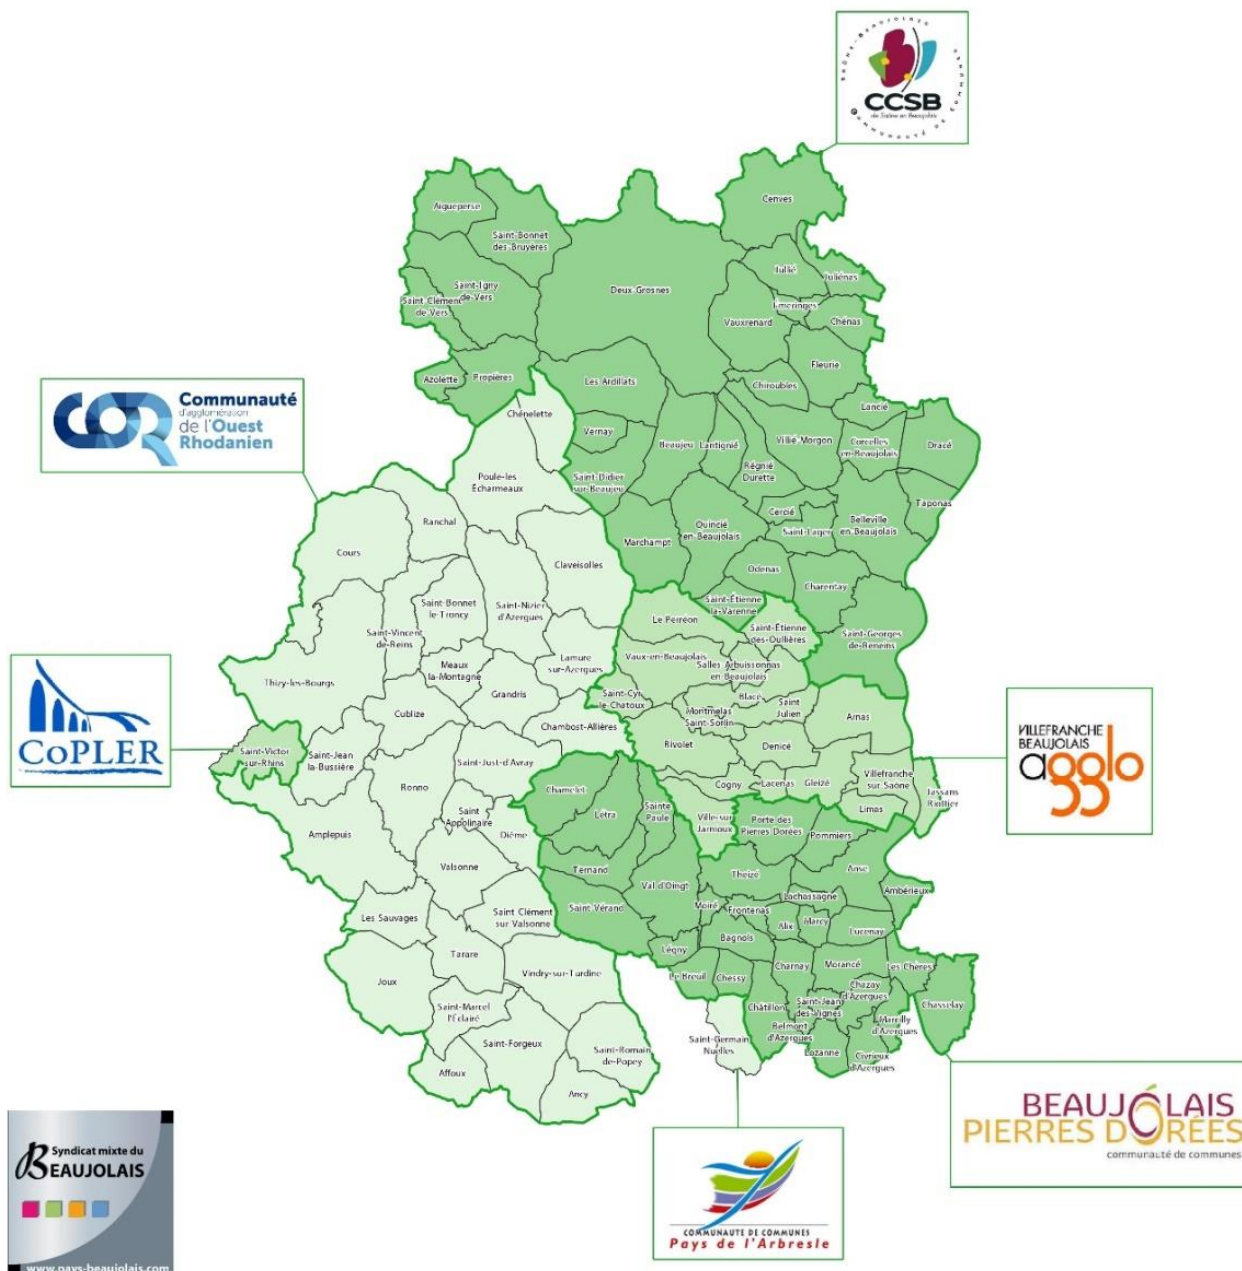 CCSB
Cenves
Aigueperse
Saint-Bonnet
des-Bruyères
Jullié
Juliénas
Saint-Igny
de-Vers
Deux-Grosnes
Saint-Clément
de-Vers
Émeringes
Vauxrenard
Chénas
Fleurie
Azolette
Propières
Les Ardillats
Chiroubles
Communauté
d'agglomération
de l'Ouest
Rhodanien
COR
Chénelette
Lancié
Vernay
Beaujeu
Lantignié
Villié-Morgon
Corcelles
en-Beaujolais
Dracé
Régnié
Durette
Poule-les
Écharmeaux
Saint-Didier
sur-Beaujeu
Taponas
Cercié
Ranchal
Quincié
en-Beaujolais
Saint-Lager
Belleville
en-Beaujolais
Marchampt
Cours
Claveisolles
Odenas
Charentay
Saint-Bonnet
le-Troncy
Saint-Nizier
d'Azergues
Saint-Étienne
la-Varenne
Le Perréon
Saint-Étienne
des-Oullières
Saint-Vincent
de-Reins
Saint-Georges
de-Reneins
Vaux-en-Beaujolais
Lamure
sur-Azergues
Meaux
la-Montagne
Salles-Arbuissonnas
en-Beaujolais
Thizy-les-Bourgs
Grandris
Saint-Cyr
le-Chatoux
Blacé
Saint
Julien
Cublize
Montmelas
Saint-Sorlin
Arnas
Chambost-Allières
CoPLER
Rivolet
Denicé
VILLEFRANCHE
BEAUJOLAIS
agglo
Saint-Victor
sur-Rhins
Saint-Jean
la-Bussière
Saint-Just-d'Avray
Villefranche
sur-Saône
Ronno
Cogny
Lacenas
Gleizé
Chamelet
Jassans
Riottier
Sainte
Paule
Limas
Létra
Saint
Appolinaire
Ville-sur
Jarnioux
Porte des
Pierres Dorées
Amplepuis
Dième
Pommiers
Valsonne
Ternand
Theizé
Anse
Val d'Oingt
Ambérieux
Lachassagne
Saint-Vérand
Moiré
Frontenas
Les Sauvages
Saint Clément
sur Valsonne
Marcy
Alix
Lucenay
Bagnols
Légny
Tarare
Charnay
Morancé
Les Chères
Joux
Vindry-sur-Turdine
Le Breuil
Chessy
Chazay
d'Azergues
Saint-Marcel
l'Éclairé
Châtillon
Saint-Jean
des-Vignes
Chasselay
Marcilly
d'Azergues
Belmont
d'Azergues
Saint-Germain
Nuelles
Saint-Forgeux
Saint-Romain
de-Popey
Lozanne
Civrieux
d'Azergues
Affoux
Ancy
BEAUJOLAIS
PIERRES DORÉES
communauté de communes
Syndicat mixte du
BEAUJOLAIS
www.pays-beaujolais.com
COMMUNAUTE DE COMMUNES
Pays de l'Arbresle